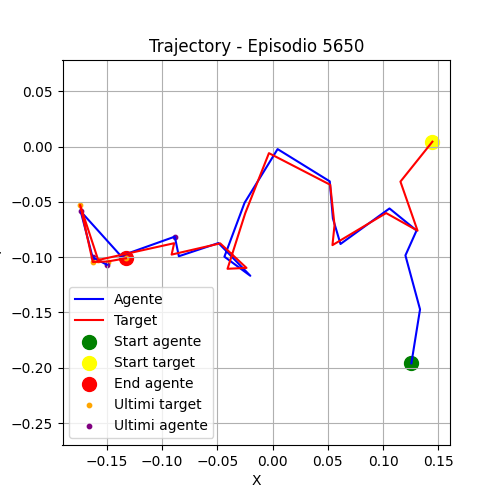 Trajectory - Episodio 5650
0.05
0.00
−0.05
−0.10
−0.15
−0.20
−0.25
Agente
Target
Start agente
Start target
End agente
Ultimi target
Ultimi agente
−0.15 −0.10 −0.05 0.00 0.05 0.10 0.15
X